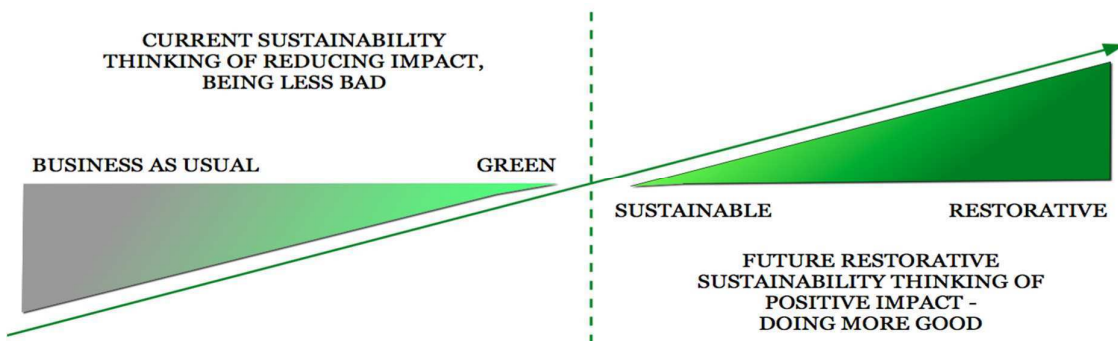 CURRENT SUSTAINABILITY
THINKING OF REDUCING IMPACT,
BEING LESS BAD
BUSINESS AS USUAL
GREEN
SUSTAINABLE
RESTORATIVE
FUTURE RESTORATIVE
SUSTAINABILITY THINKING OF
POSITIVE IMPACT -
DOING MORE GOOD